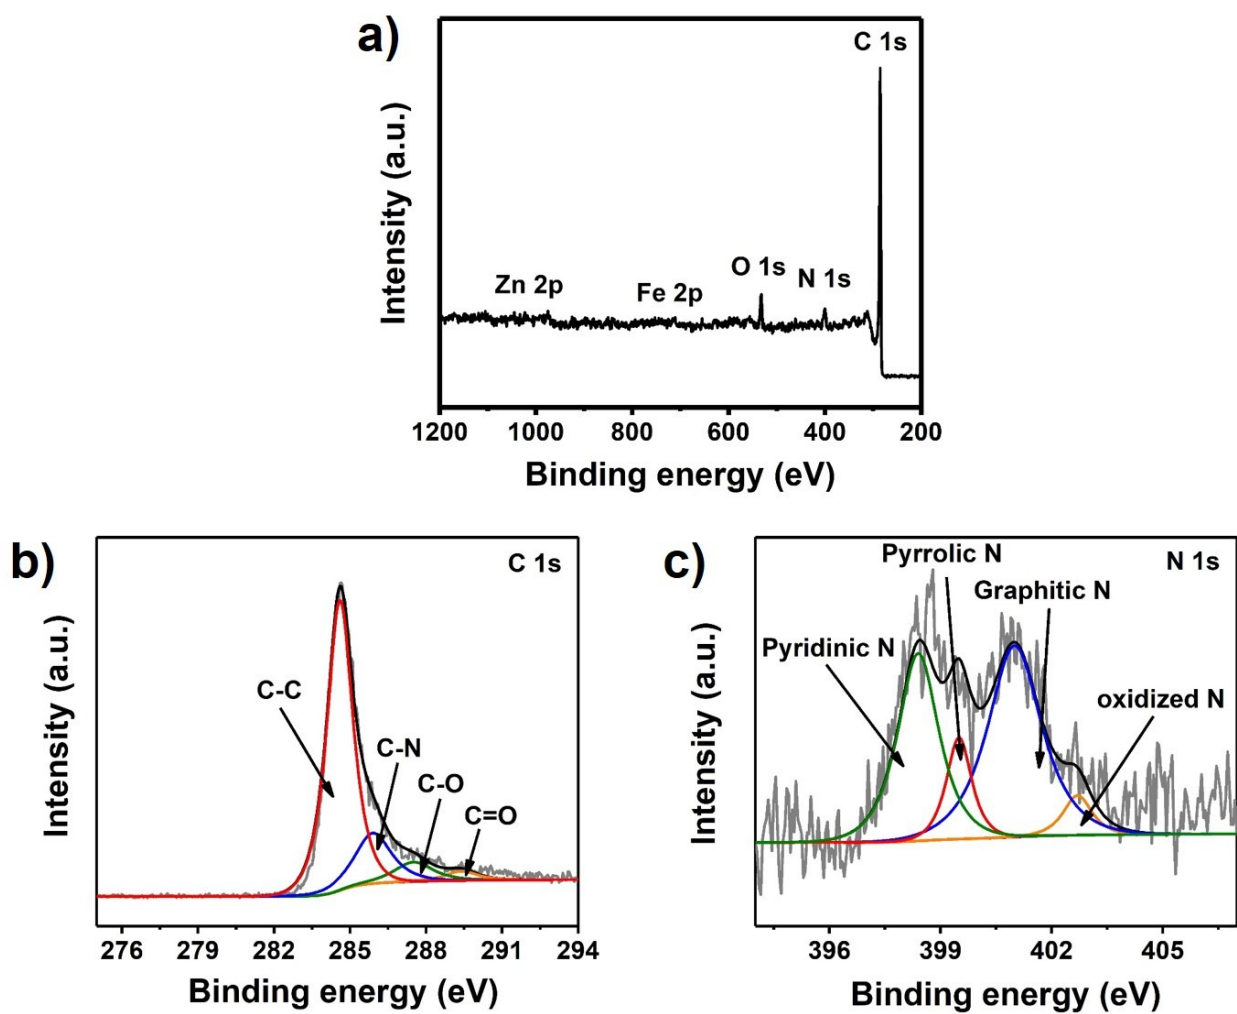 a)
C 1s
Intensity (a.u.)
Zn 2p
Fe 2p
O 1s
N 1s
1200 1000 800 600 400 200
Binding energy (eV)
b)
C 1s
Intensity (a.u.)
C-C
C-N
C-O
C=O
276 279 282 285 288 291 294
Binding energy (eV)
c)
Pyrrolic N
N 1s
Graphitic N
Pyridinic N
oxidized N
Intensity (a.u.)
396 399 402 405
Binding energy (eV)